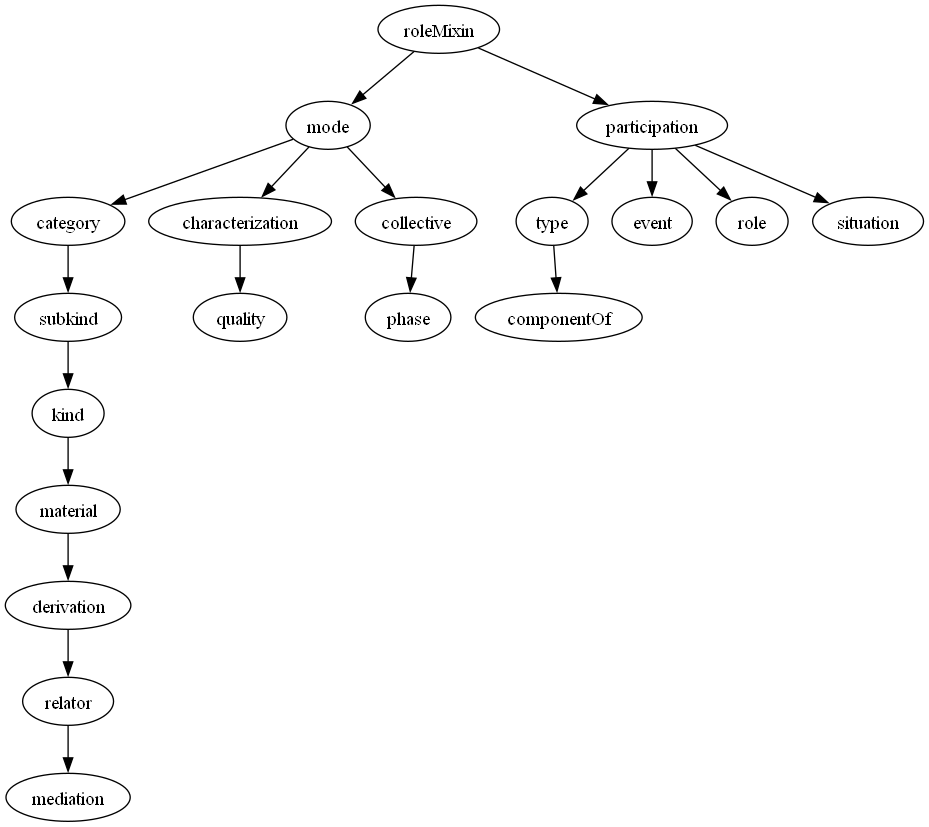 roleMixin
mode
participation
category
characterization
collective
type
event
role
situation
subkind
quality
phase
componentOf
kind
material
derivation
relator
mediation